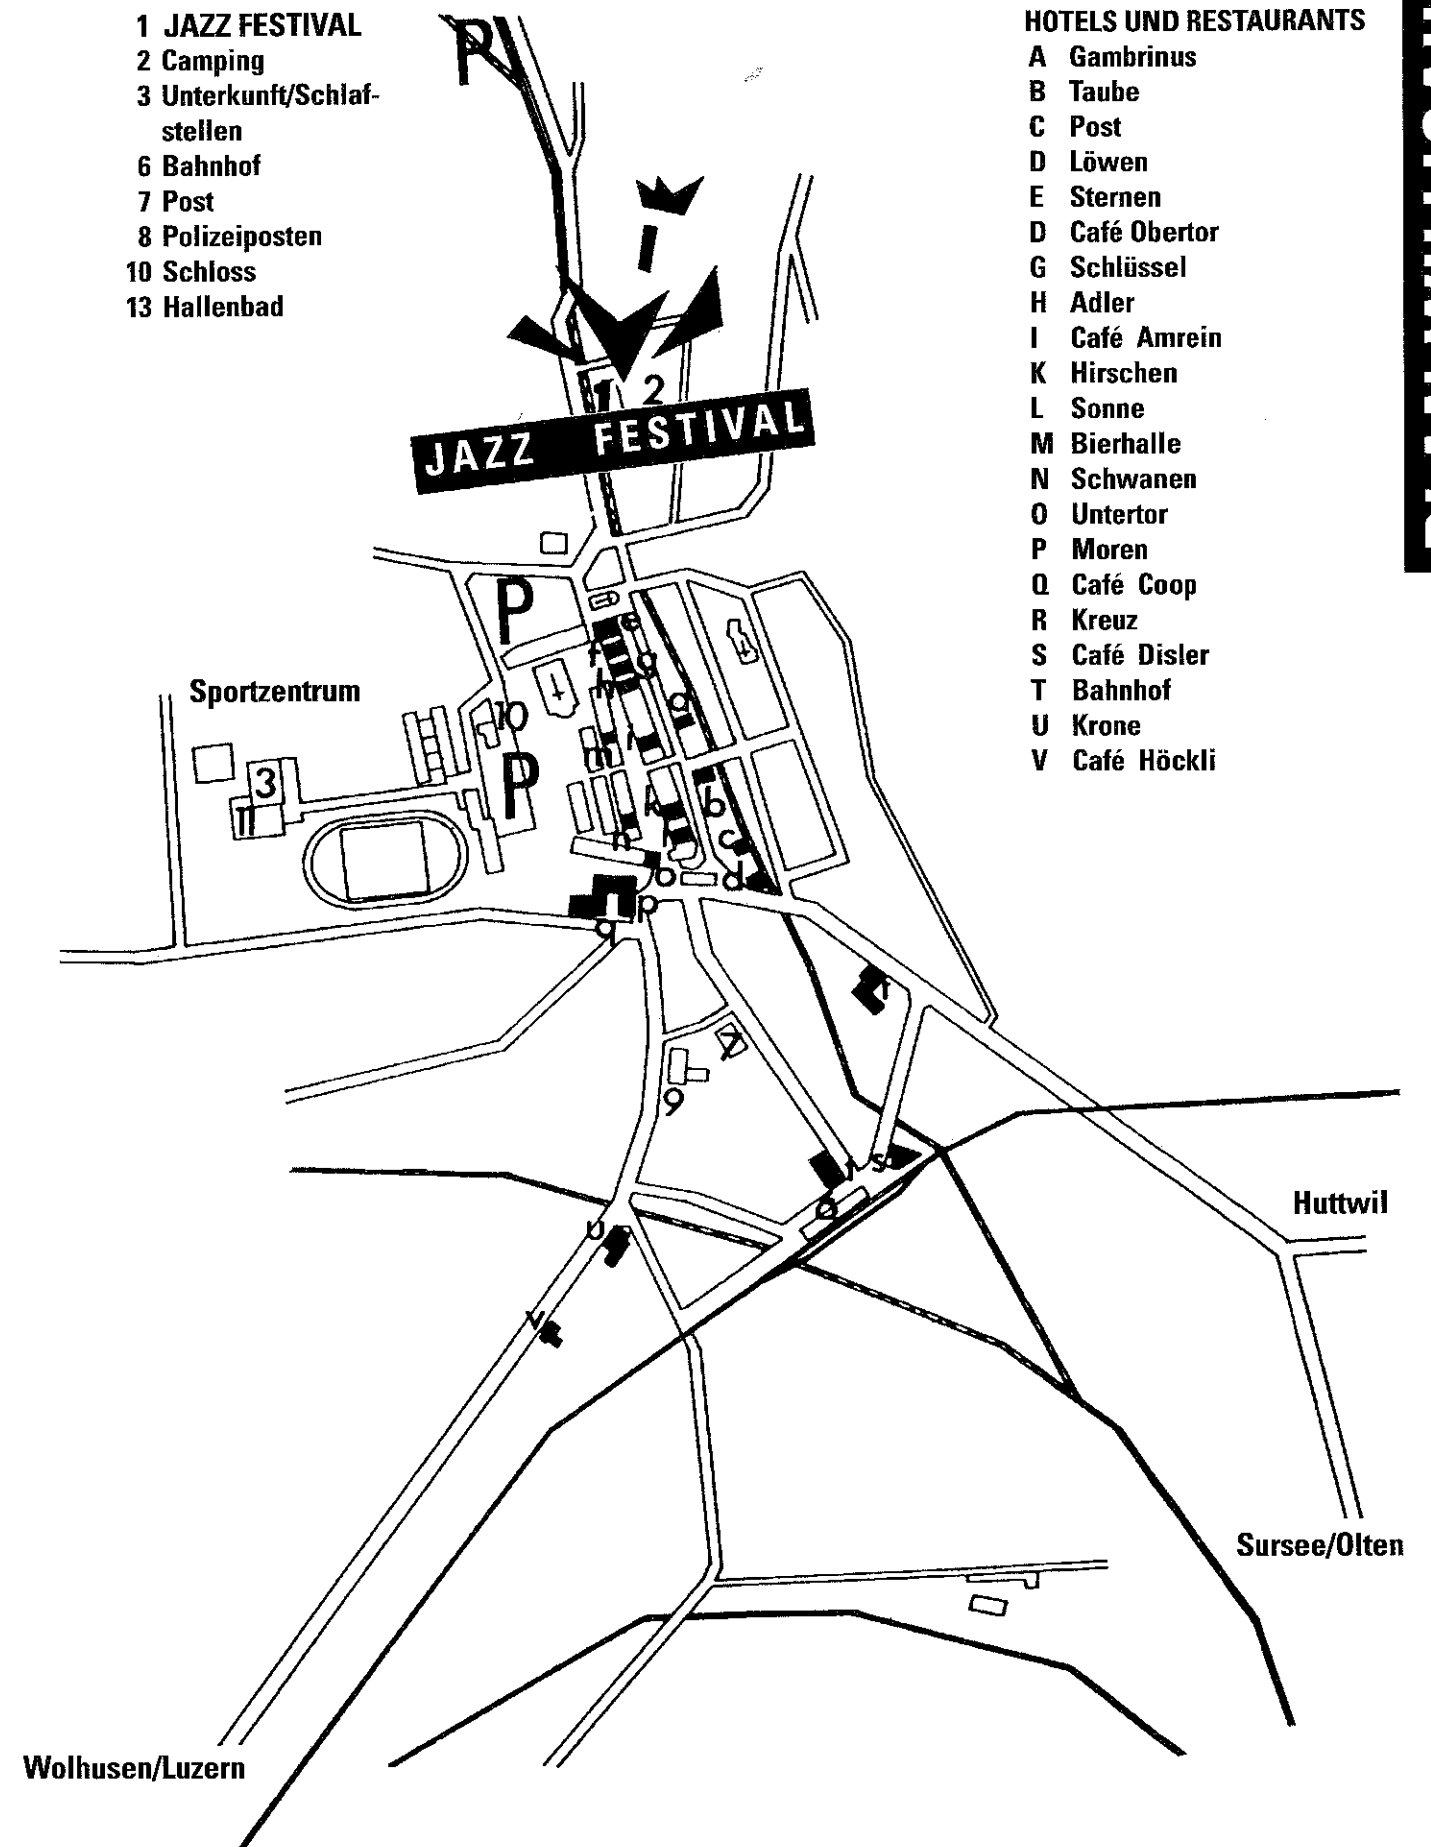 1 JAZZ FESTIVAL
2 Camping
3 Unterkunft/Schlaf-
stellen
6 Bahnhof
7 Post
8 Polizeiposten
10 Schloss
13 Hallenbad
HOTELS UND RESTAURANTS
A Gambrinus
B Taube
C Post
D Löwen
E Sternen
D Café Obertor
G Schlüssel
H Adler
I Café Amrein
K Hirschen
L Sonne
M Bierhalle
N Schwanen
O Untertor
P Moren
Q Café Coop
R Kreuz
S Café Disler
T Bahnhof
U Krone
V Café Höckli
P
1 2
JAZZ FESTIVAL
P
e
f
g
h
a
Sportzentrum
10
i
m
P
3
11
k
b
l
c
n
o
d
p
q
r
7
9
s
6
u
Huttwil
v
Sursee/Olten
Wolhusen/Luzern